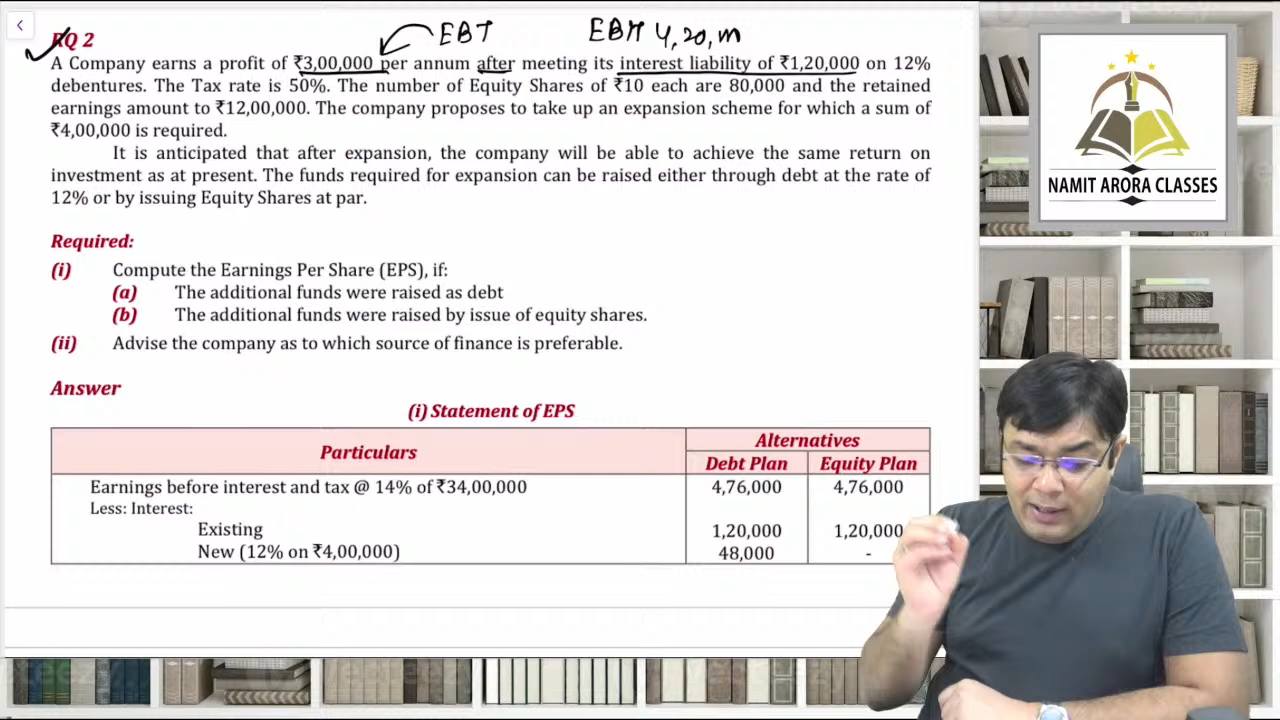 EBT
EBIT 4,20,000
RQ 2
A Company earns a profit of ₹3,00,000 per annum after meeting its interest liability of ₹1,20,000 on 12%
debentures. The Tax rate is 50%. The number of Equity Shares of ₹10 each are 80,000 and the retained
earnings amount to ₹12,00,000. The company proposes to take up an expansion scheme for which a sum of
₹4,00,000 is required.
It is anticipated that after expansion, the company will be able to achieve the same return on
investment as at present. The funds required for expansion can be raised either through debt at the rate of
12% or by issuing Equity Shares at par.
Required:
(i) Compute the Earnings Per Share (EPS), if:
(a) The additional funds were raised as debt
(b) The additional funds were raised by issue of equity shares.
(ii) Advise the company as to which source of finance is preferable.
Answer
(i) Statement of EPS
Particulars Alternatives
Debt Plan Equity Plan
Earnings before interest and tax @ 14% of ₹34,00,000 4,76,000 4,76,000
Less: Interest:
Existing 1,20,000 1,20,000
New (12% on ₹4,00,000) 48,000 -
NAMIT ARORA CLASSES